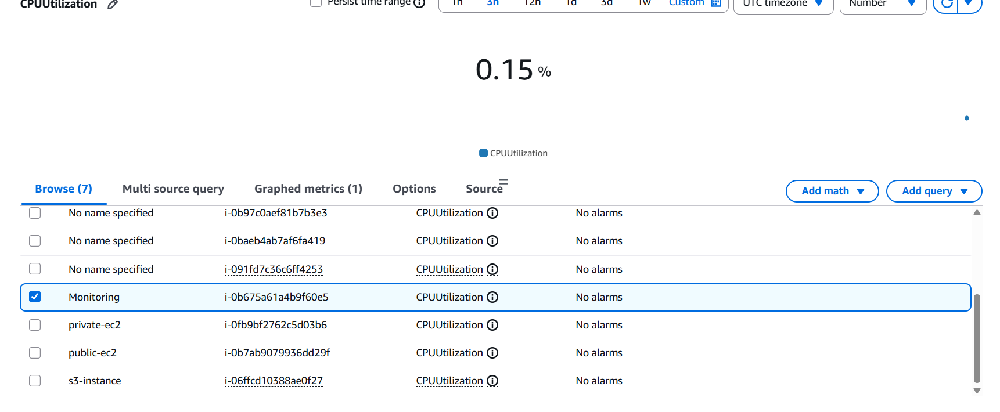 CPUUtilization
Persist time range 1h 3h 12h 1d 3d 1w Custom UTC timezone Number
0.15 %
CPUUtilization
Browse (7) Multi source query Graphed metrics (1) Options Source Add math Add query
No name specified i-0b97c0aef81b7b3e3 CPUUtilization No alarms
No name specified i-0baeb4ab7af6fa419 CPUUtilization No alarms
No name specified i-091fd7c36c6ff4253 CPUUtilization No alarms
Monitoring i-0b675a61a4b9f60e5 CPUUtilization No alarms
private-ec2 i-0fb9bf2762c5d03b6 CPUUtilization No alarms
public-ec2 i-0b7ab9079936dd29f CPUUtilization No alarms
s3-instance i-06ffcd10388ae0f27 CPUUtilization No alarms